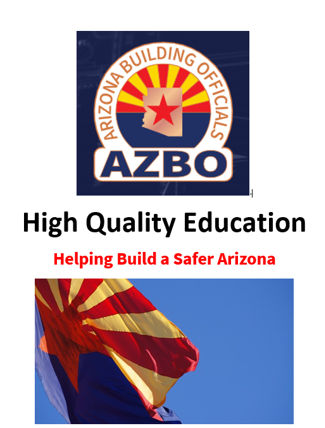 ARIZONA BUILDING OFFICIALS
AZBO
High Quality Education
Helping Build a Safer Arizona